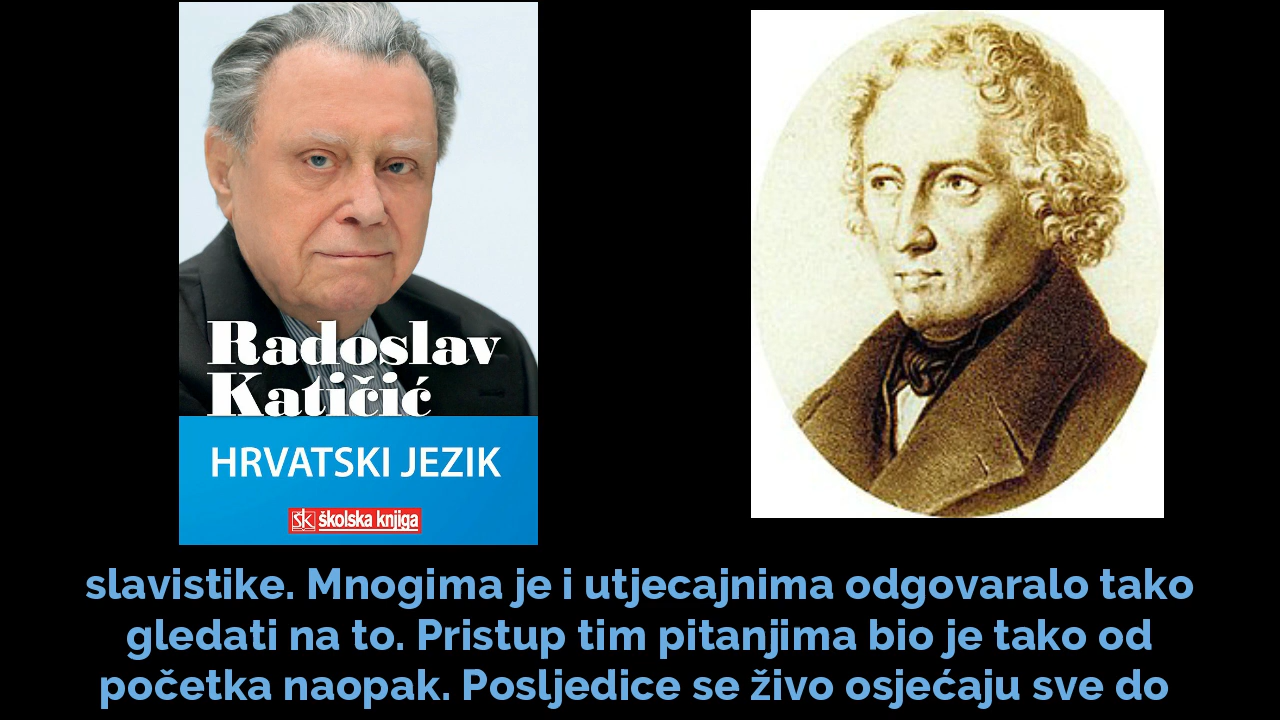 Radoslav
Katičić
HRVATSKI JEZIK
ŠK školska knjiga
slavistike. Mnogima je i utjecajnima odgovaralo tako
gledati na to. Pristup tim pitanjima bio je tako od
početka naopak. Posljedice se živo osjećaju sve do